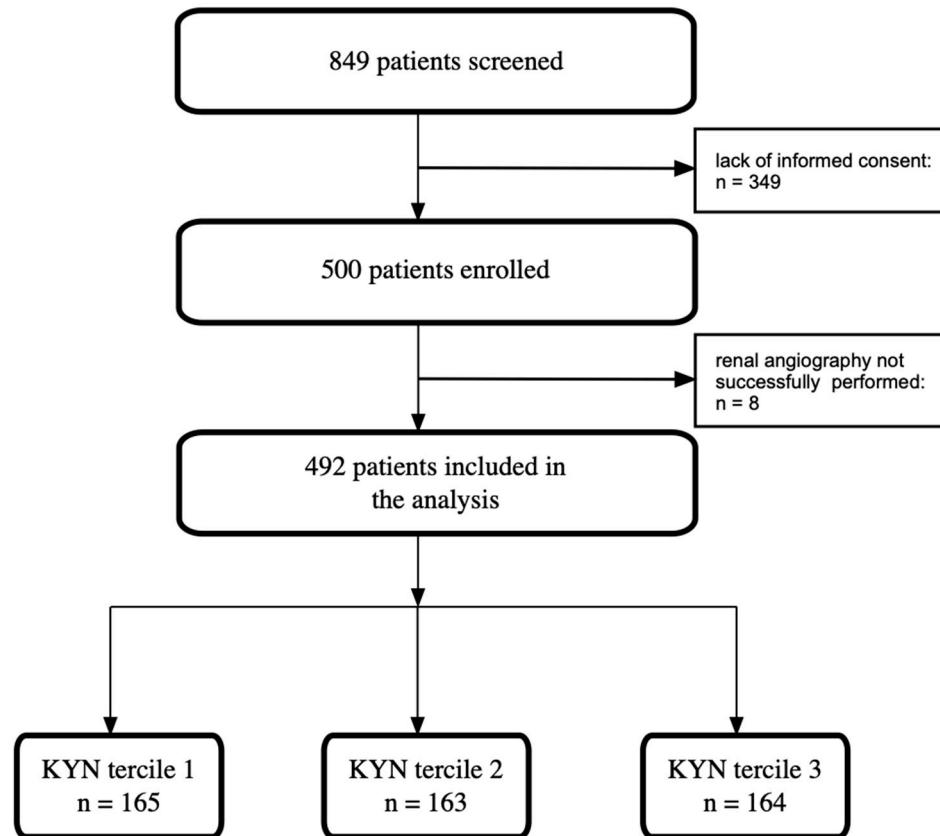 849 patients screened
lack of informed consent:
n = 349
500 patients enrolled
renal angiography not
successfully performed:
n = 8
492 patients included in
the analysis
KYN tercile 1
n = 165
KYN tercile 2
n = 163
KYN tercile 3
n = 164